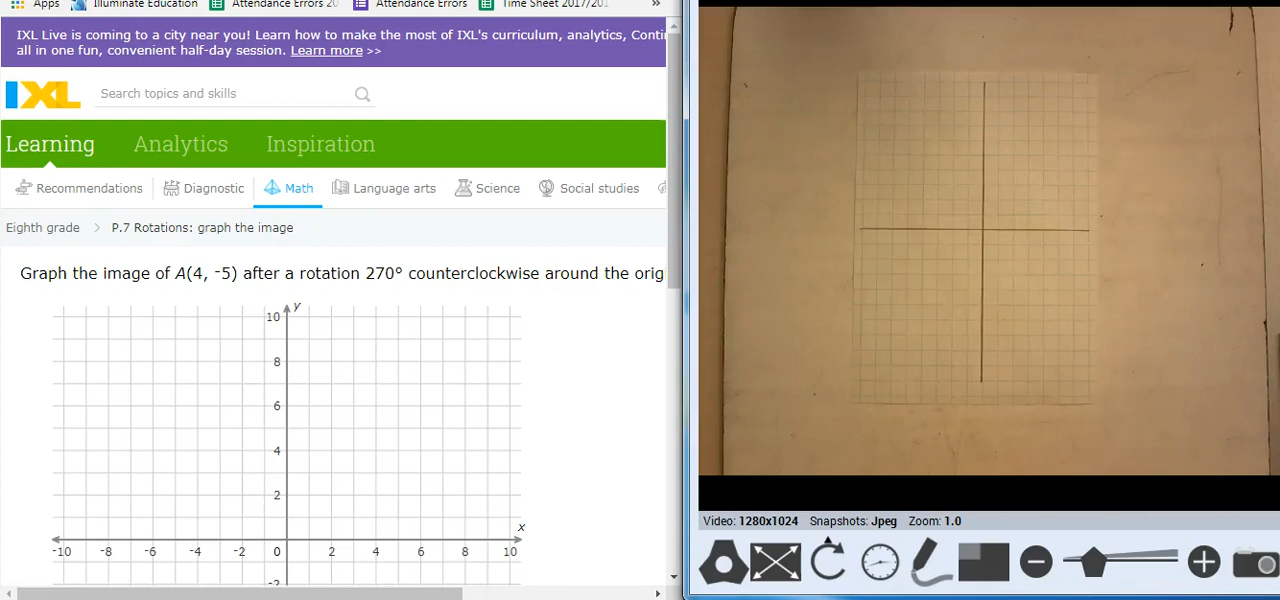 Apps Illuminate Education Attendance Errors 20 Attendance Errors Time Sheet 2017/201 »
IXL Live is coming to a city near you! Learn how to make the most of IXL's curriculum, analytics, Conti
all in one fun, convenient half-day session. Learn more >>
IXL Search topics and skills
Learning Analytics Inspiration
Recommendations Diagnostic Math Language arts Science Social studies
Eighth grade > P.7 Rotations: graph the image
Graph the image of A(4, -5) after a rotation 270° counterclockwise around the orig
y
10
8
6
4
2
x
-10 -8 -6 -4 -2 0 2 4 6 8 10
-2
Video: 1280x1024 Snapshots: Jpeg Zoom: 1.0